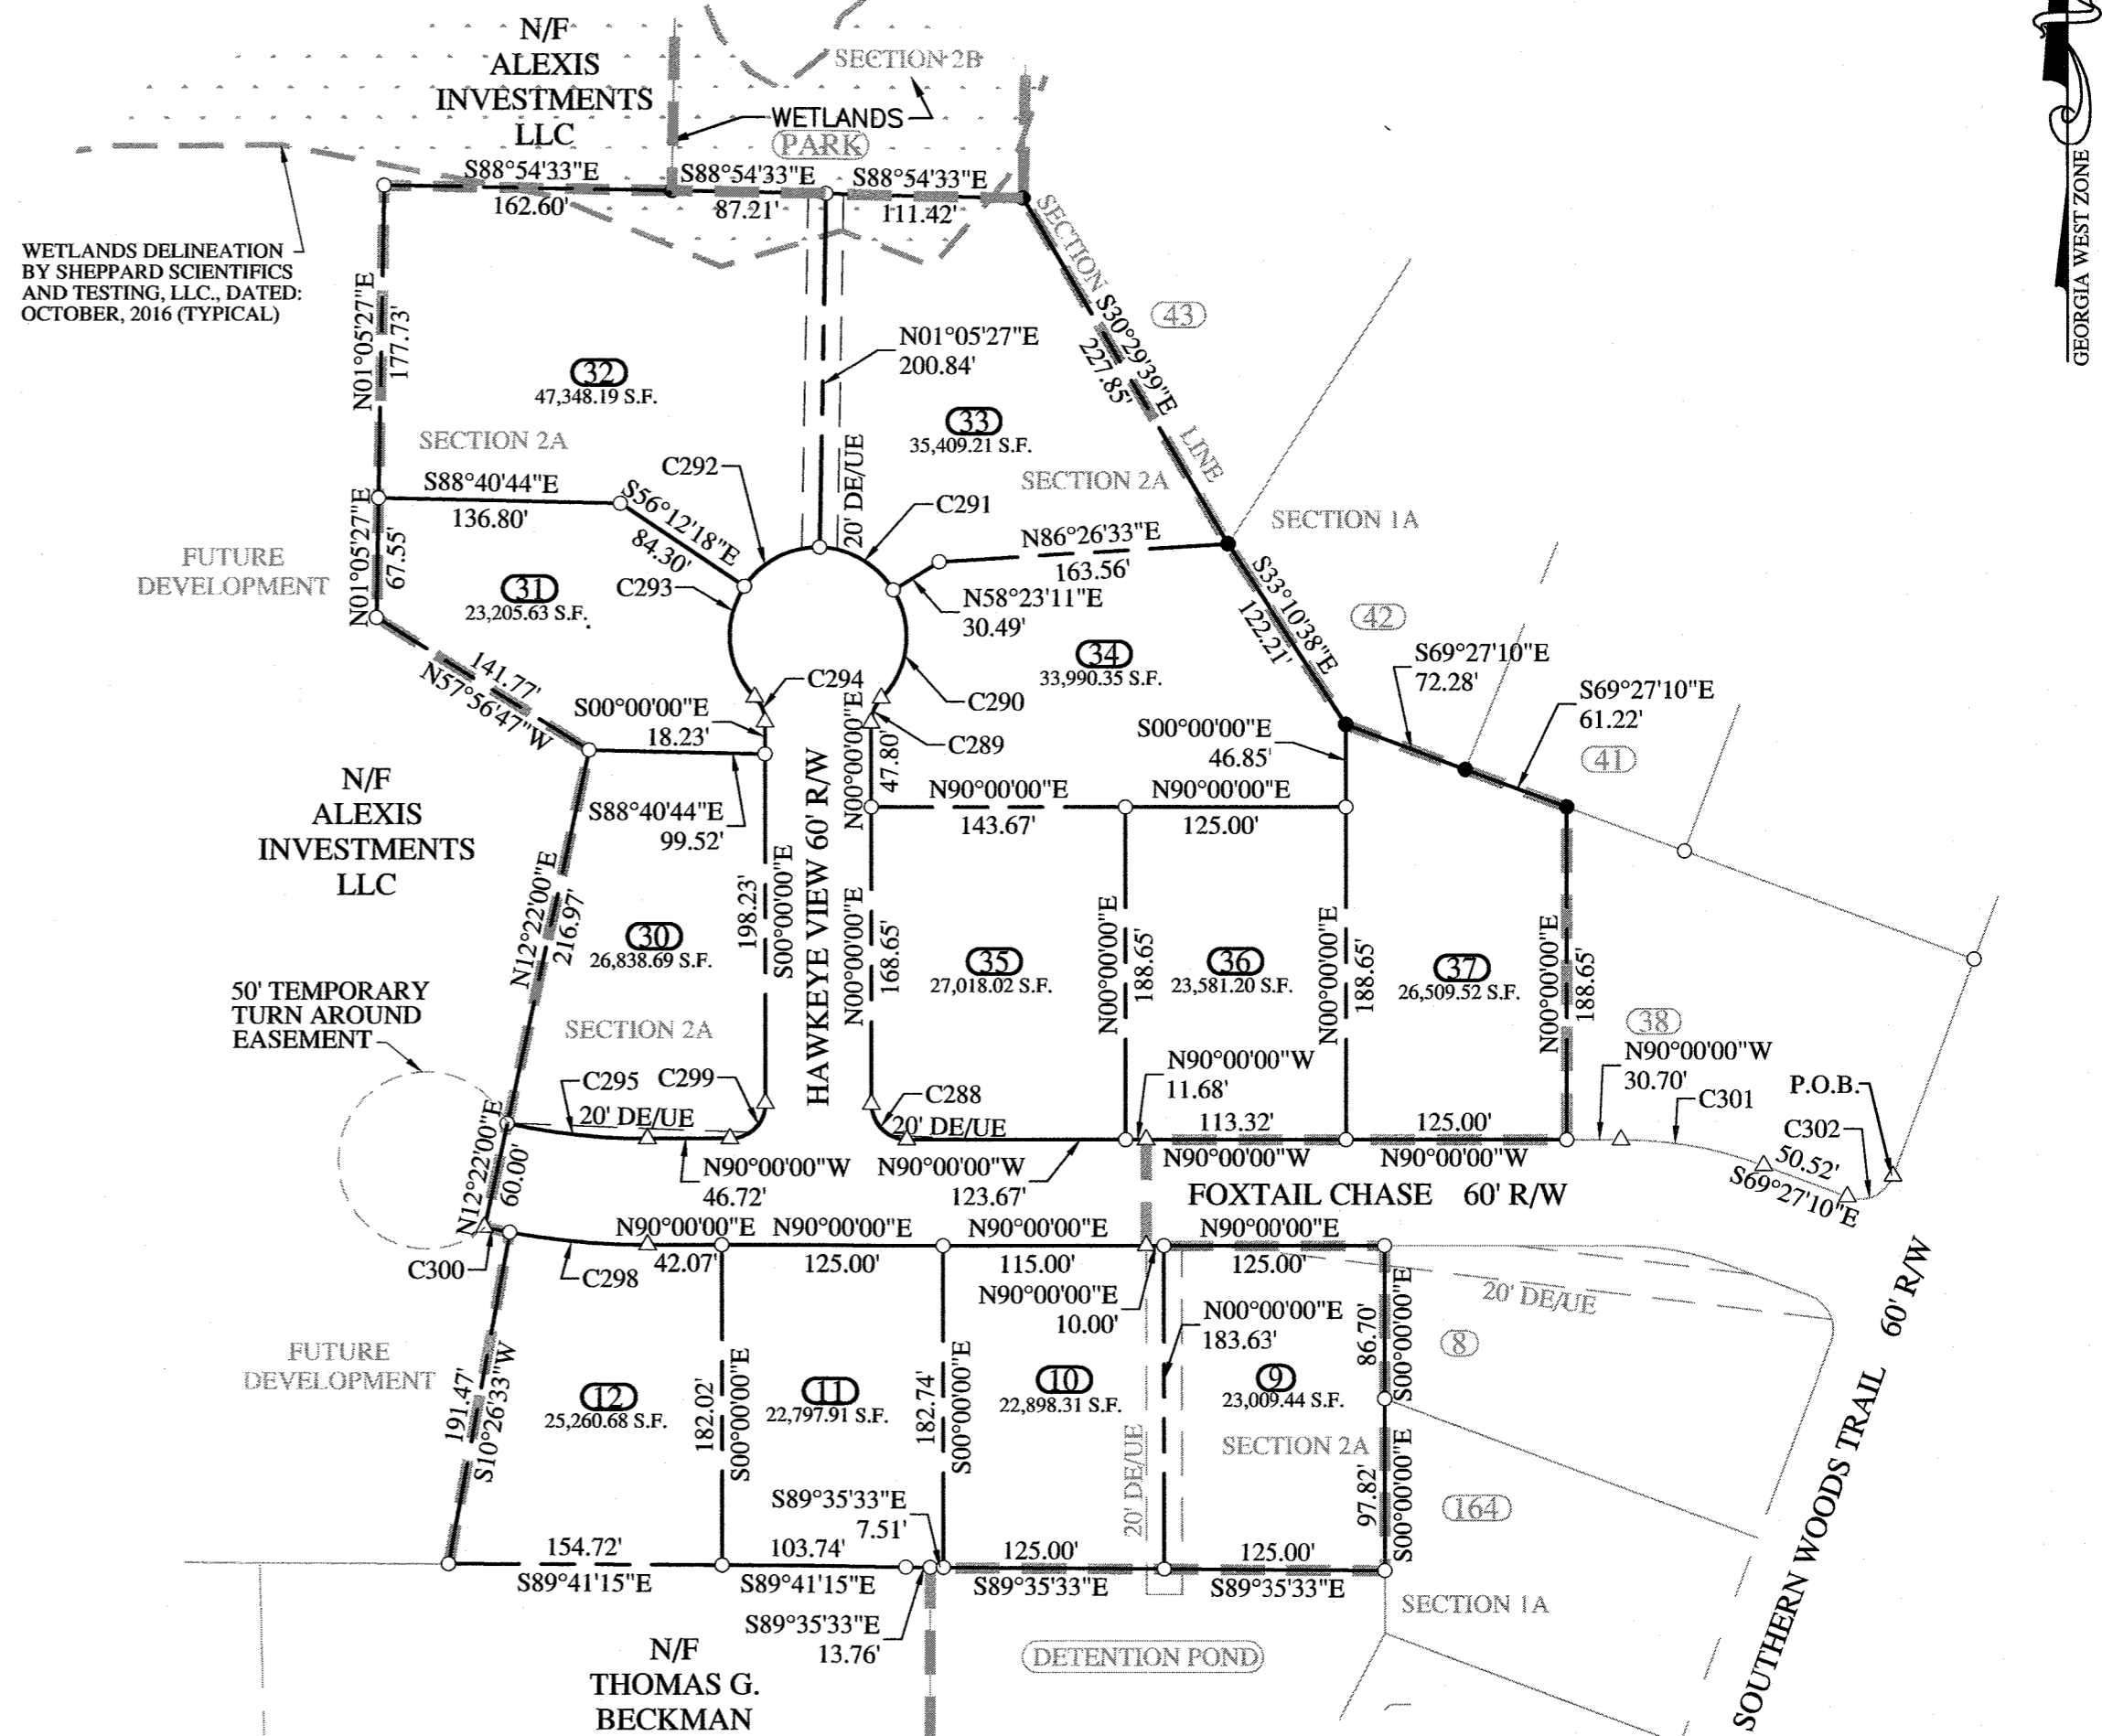 N/F
ALEXIS
INVESTMENTS
LLC
SECTION 2B
WETLANDS
PARK
GEORGIA WEST ZONE
S88°54'33"E
162.60'
S88°54'33"E
87.21'
S88°54'33"E
111.42'
WETLANDS DELINEATION
BY SHEPPARD SCIENTIFICS
AND TESTING, LLC., DATED:
OCTOBER, 2016 (TYPICAL)
N01°05'27"E
177.73'
SECTION LINE
S30°29'39"E
227.85'
43
N01°05'27"E
200.84'
32
47,348.19 S.F.
33
35,409.21 S.F.
SECTION 2A
SECTION 2A
C292
20' DE/UE
C291
S88°40'44"E
136.80'
S56°12'18"E
84.30'
N01°05'27"E
67.55'
SECTION 1A
N86°26'33"E
163.56'
FUTURE
DEVELOPMENT
31
23,205.63 S.F.
C293
N58°23'11"E
30.49'
S33°10'38"E
122.21'
42
34
33,990.35 S.F.
141.77'
N57°56'47"W
C294
C290
S69°27'10"E
72.28'
S69°27'10"E
61.22'
S00°00'00"E
18.23'
N00°00'00"E
47.80'
C289
S00°00'00"E
46.85'
41
N/F
ALEXIS
INVESTMENTS
LLC
S88°40'44"E
99.52'
N90°00'00"E
143.67'
N90°00'00"E
125.00'
HAWKEYE VIEW 60' R/W
N12°22'00"E
216.97'
198.23'
S00°00'00"E
N00°00'00"E
168.65'
N00°00'00"E
188.65'
N00°00'00"E
188.65'
N00°00'00"E
188.65'
30
26,838.69 S.F.
35
27,018.02 S.F.
36
23,581.20 S.F.
37
26,509.52 S.F.
50' TEMPORARY
TURN AROUND
EASEMENT
SECTION 2A
38
N90°00'00"W
30.70'
N90°00'00"W
11.68'
C295
C299
C288
P.O.B.
C301
20' DE/UE
20' DE/UE
113.32'
N90°00'00"W
125.00'
N90°00'00"W
C302
50.52'
S69°27'10"E
N12°22'00"E
60.00'
N90°00'00"W
46.72'
N90°00'00"W
123.67'
FOXTAIL CHASE 60' R/W
C300
C298
N90°00'00"E
42.07'
N90°00'00"E
125.00'
N90°00'00"E
115.00'
N90°00'00"E
125.00'
N90°00'00"E
10.00'
20' DE/UE
SOUTHERN WOODS TRAIL 60' R/W
N00°00'00"E
183.63'
86.70'
S00°00'00"E
8
FUTURE
DEVELOPMENT
191.47'
S10°26'33"W
12
25,260.68 S.F.
182.02'
S00°00'00"E
11
22,797.91 S.F.
182.74'
S00°00'00"E
10
22,898.31 S.F.
9
23,009.44 S.F.
20' DE/UE
SECTION 2A
97.82'
S00°00'00"E
164
S89°35'33"E
7.51'
154.72'
S89°41'15"E
103.74'
S89°41'15"E
125.00'
S89°35'33"E
125.00'
S89°35'33"E
SECTION 1A
S89°35'33"E
13.76'
N/F
THOMAS G.
BECKMAN
DETENTION POND